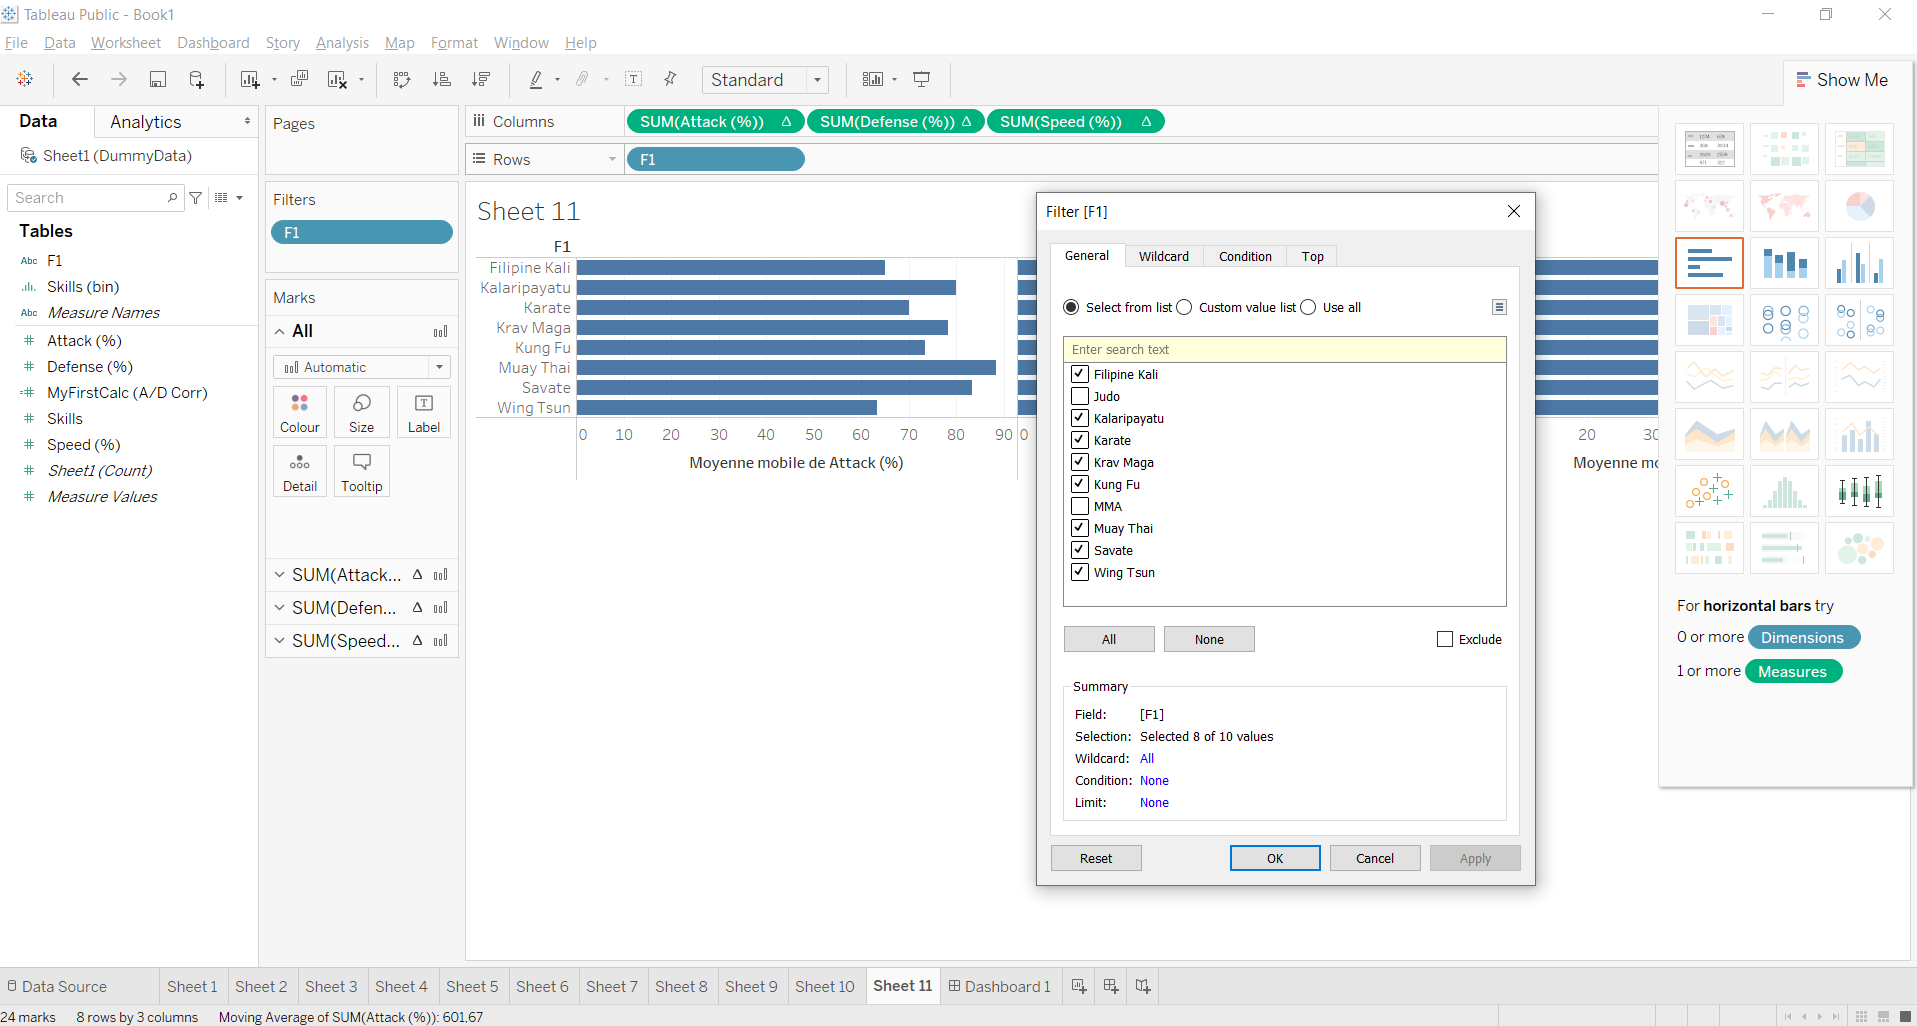 Tableau Public - Book1
File Data Worksheet Dashboard Story Analysis Map Format Window Help
Standard
Show Me
Data Analytics
Sheet1 (DummyData)
Search
Tables
Abc F1
Skills (bin)
Abc Measure Names
# Attack (%)
# Defense (%)
=# MyFirstCalc (A/D Corr)
# Skills
# Speed (%)
# Sheet1 (Count)
# Measure Values
Pages
Filters
F1
Marks
All
Automatic
Colour Size Label
Detail Tooltip
SUM(Attack... Δ
SUM(Defen... Δ
SUM(Speed... Δ
Columns SUM(Attack (%)) Δ SUM(Defense (%)) Δ SUM(Speed (%)) Δ
Rows F1
Sheet 11
F1
Filipine Kali
Kalaripayatu
Karate
Krav Maga
Kung Fu
Muay Thai
Savate
Wing Tsun
0 10 20 30 40 50 60 70 80 90 0 20 30
Moyenne mobile de Attack (%) Moyenne mo
Filter [F1]
General Wildcard Condition Top
Select from list Custom value list Use all
Enter search text
Filipine Kali
Judo
Kalaripayatu
Karate
Krav Maga
Kung Fu
MMA
Muay Thai
Savate
Wing Tsun
All None Exclude
Summary
Field: [F1]
Selection: Selected 8 of 10 values
Wildcard: All
Condition: None
Limit: None
Reset OK Cancel Apply
For horizontal bars try
0 or more Dimensions
1 or more Measures
Data Source Sheet 1 Sheet 2 Sheet 3 Sheet 4 Sheet 5 Sheet 6 Sheet 7 Sheet 8 Sheet 9 Sheet 10 Sheet 11 Dashboard 1
24 marks 8 rows by 3 columns Moving Average of SUM(Attack (%)): 601,67